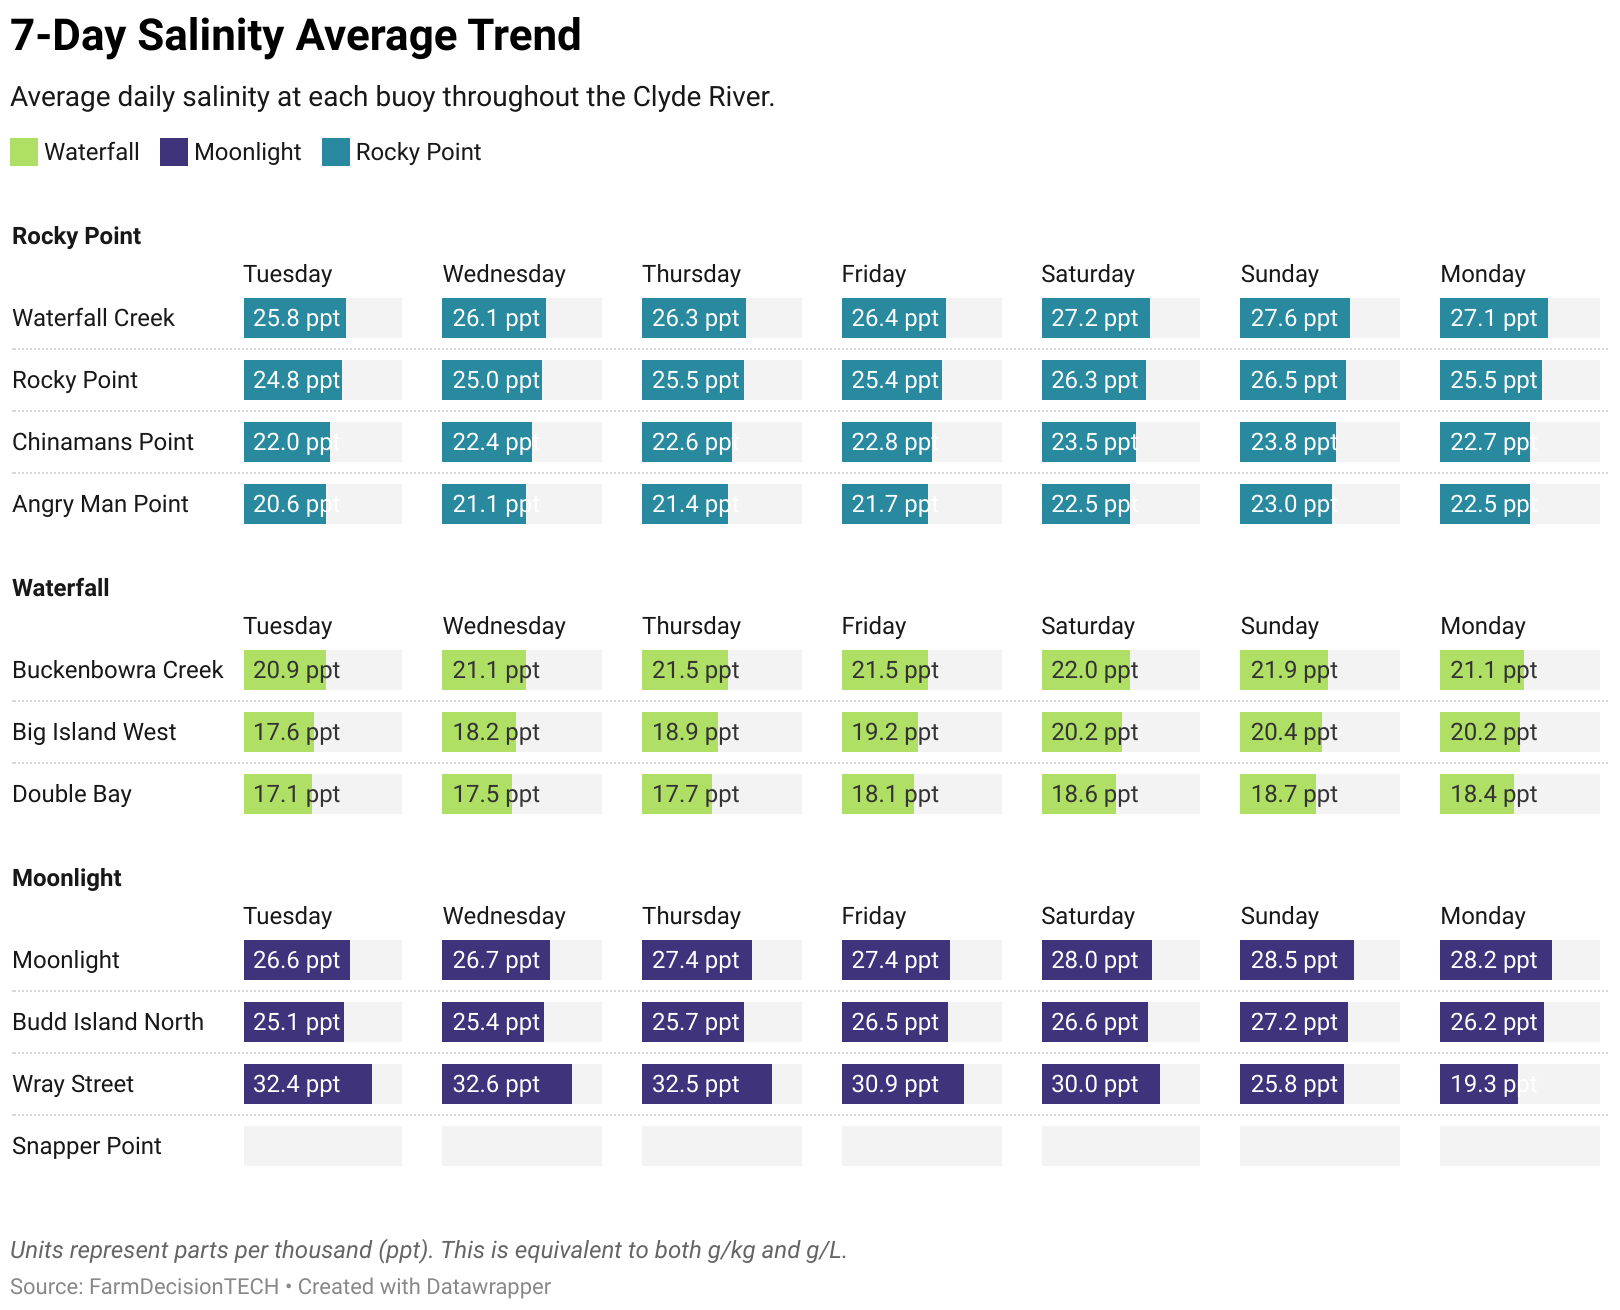 7-Day Salinity Average Trend
Average daily salinity at each buoy throughout the Clyde River.
Waterfall Moonlight Rocky Point
Rocky Point
Tuesday Wednesday Thursday Friday Saturday Sunday Monday
Waterfall Creek 25.8 ppt 26.1 ppt 26.3 ppt 26.4 ppt 27.2 ppt 27.6 ppt 27.1 ppt
Rocky Point 24.8 ppt 25.0 ppt 25.5 ppt 25.4 ppt 26.3 ppt 26.5 ppt 25.5 ppt
Chinamans Point 22.0 ppt 22.4 ppt 22.6 ppt 22.8 ppt 23.5 ppt 23.8 ppt 22.7 ppt
Angry Man Point 20.6 ppt 21.1 ppt 21.4 ppt 21.7 ppt 22.5 ppt 23.0 ppt 22.5 ppt
Waterfall
Tuesday Wednesday Thursday Friday Saturday Sunday Monday
Buckenbowra Creek 20.9 ppt 21.1 ppt 21.5 ppt 21.5 ppt 22.0 ppt 21.9 ppt 21.1 ppt
Big Island West 17.6 ppt 18.2 ppt 18.9 ppt 19.2 ppt 20.2 ppt 20.4 ppt 20.2 ppt
Double Bay 17.1 ppt 17.5 ppt 17.7 ppt 18.1 ppt 18.6 ppt 18.7 ppt 18.4 ppt
Moonlight
Tuesday Wednesday Thursday Friday Saturday Sunday Monday
Moonlight 26.6 ppt 26.7 ppt 27.4 ppt 27.4 ppt 28.0 ppt 28.5 ppt 28.2 ppt
Budd Island North 25.1 ppt 25.4 ppt 25.7 ppt 26.5 ppt 26.6 ppt 27.2 ppt 26.2 ppt
Wray Street 32.4 ppt 32.6 ppt 32.5 ppt 30.9 ppt 30.0 ppt 25.8 ppt 19.3 ppt
Snapper Point
Units represent parts per thousand (ppt). This is equivalent to both g/kg and g/L.
Source: FarmDecisionTECH • Created with Datawrapper